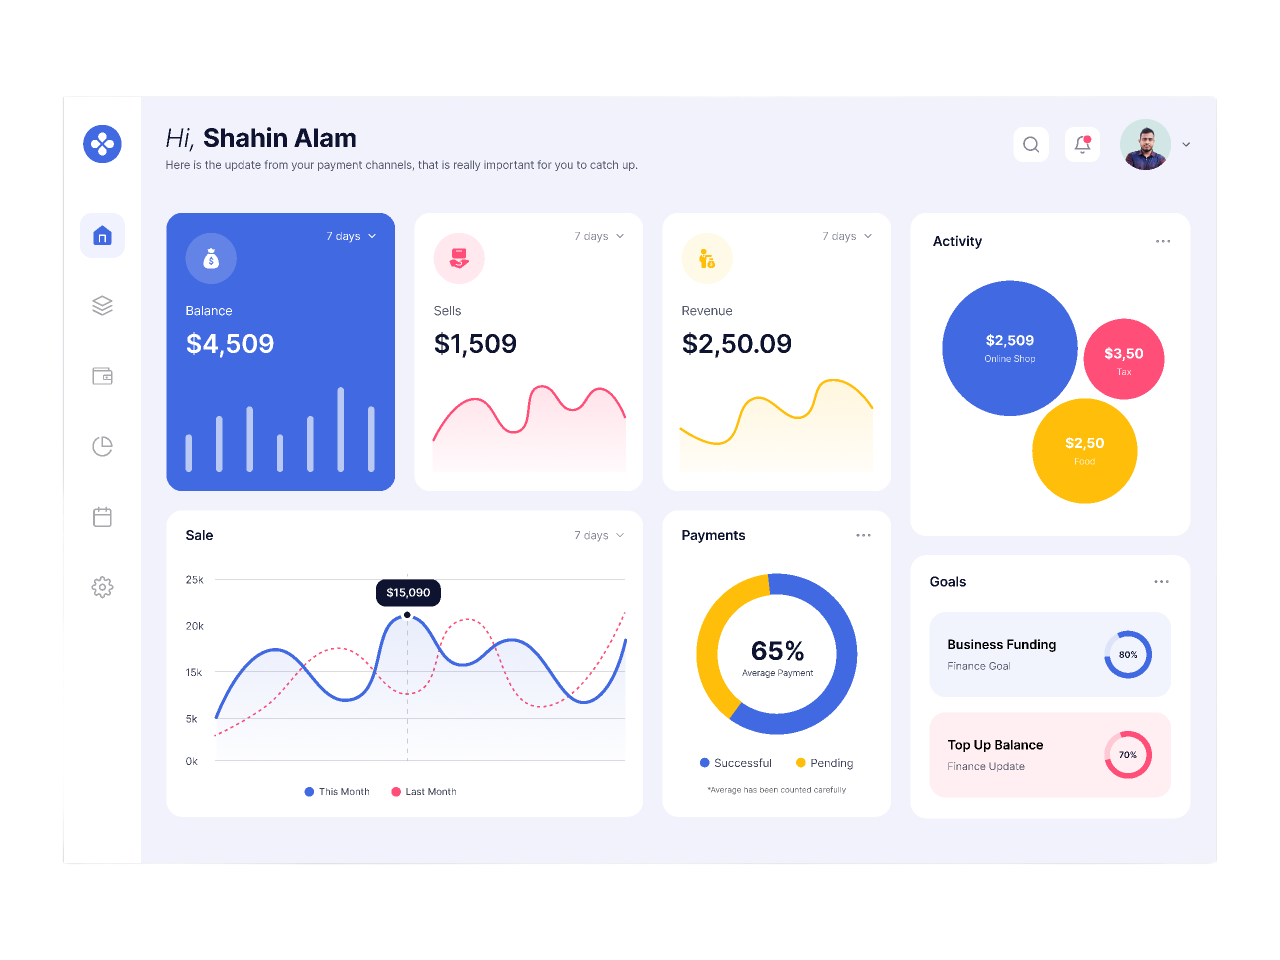 Hi, Shahin Alam
Here is the update from your payment channels, that is really important for you to catch up.
7 days
Balance
$4,509
7 days
Sells
$1,509
7 days
Revenue
$2,50.09
Activity
$2,509
Online Shop
$3,50
Tax
$2,50
Food
Sale
7 days
25k
20k
15k
5k
0k
$15,090
This Month
Last Month
Payments
65%
Average Payment
Successful
Pending
*Average has been counted carefully
Goals
Business Funding
Finance Goal
80%
Top Up Balance
Finance Update
70%